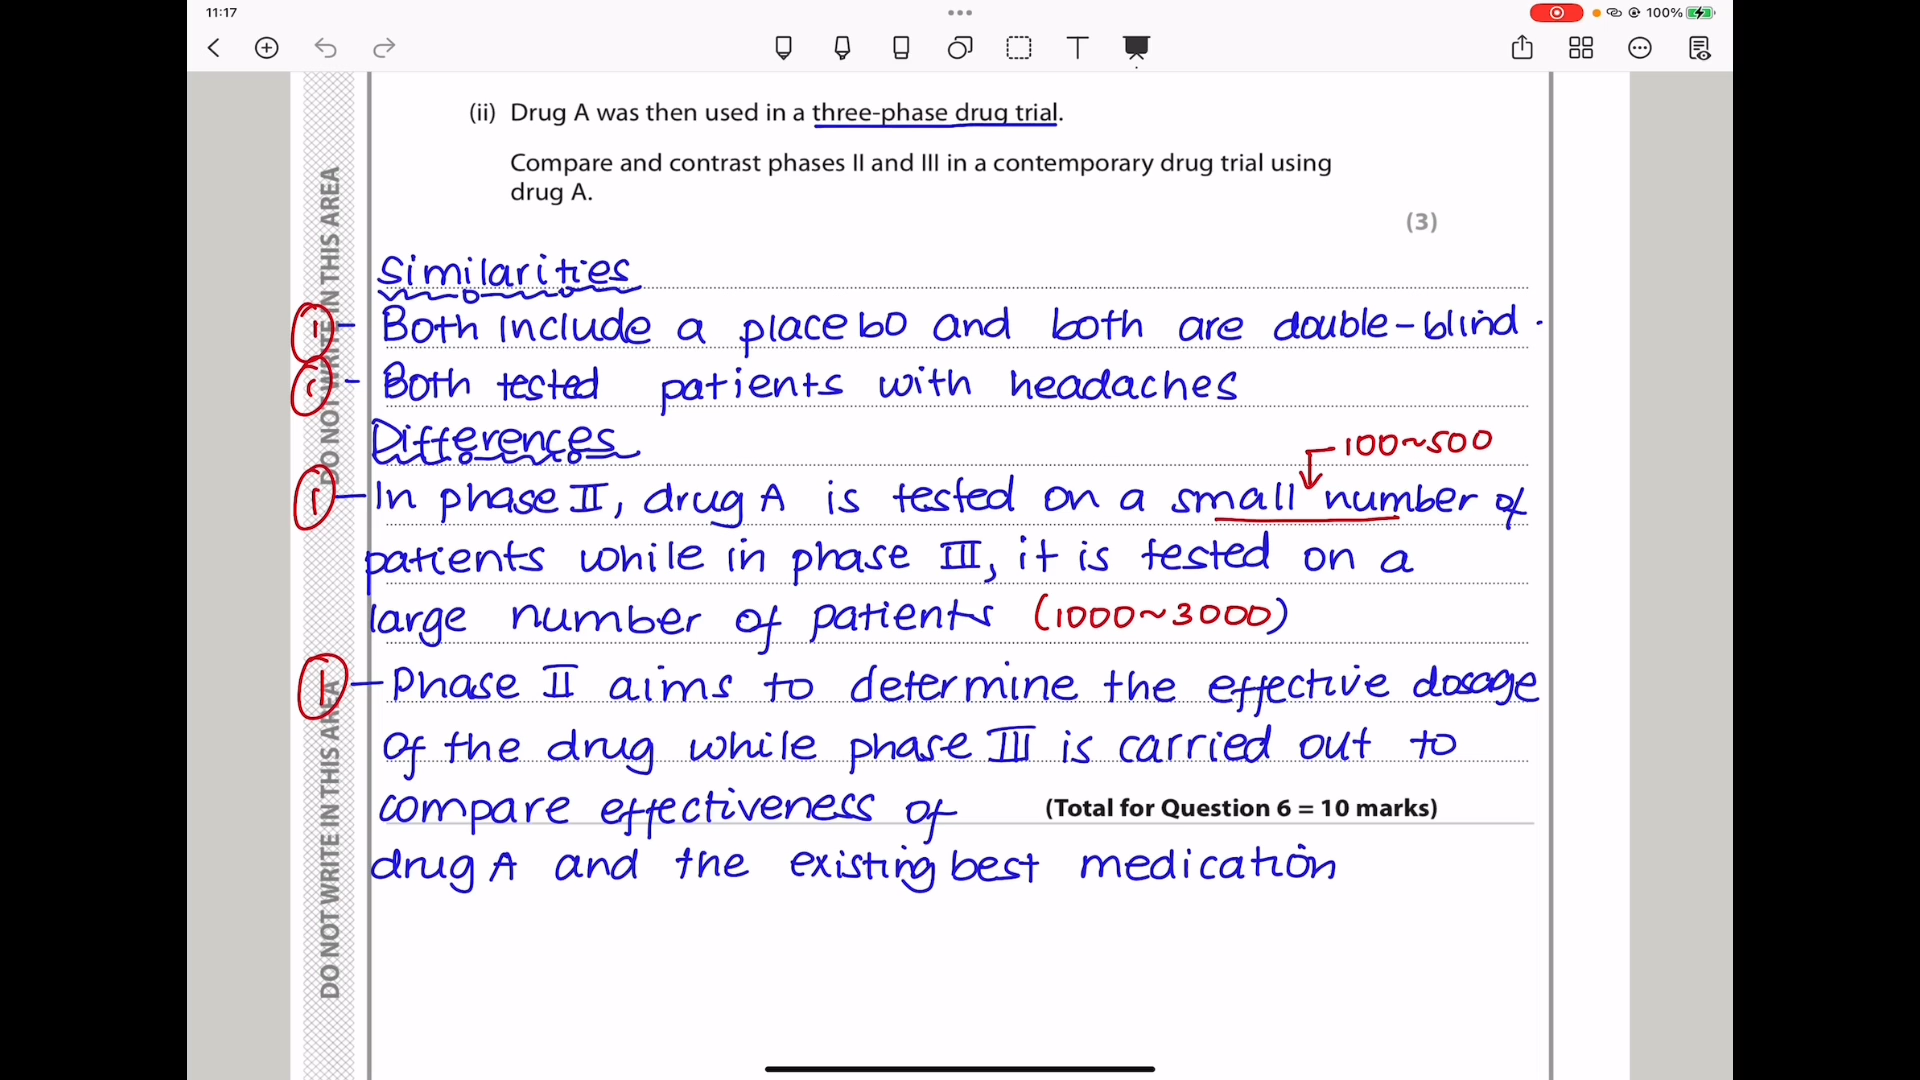 11:17
100%
(ii) Drug A was then used in a three-phase drug trial.
Compare and contrast phases II and III in a contemporary drug trial using
drug A.
(3)
Similarities
① - Both include a placebo and both are double-blind.
① - Both tested patients with headaches
Differences
100~500
① - In phase II, drug A is tested on a small number of
patients while in phase III, it is tested on a
large number of patients (1000~3000)
① - Phase II aims to determine the effective dosage
of the drug while phase III is carried out to
compare effectiveness of
(Total for Question 6 = 10 marks)
drug A and the existing best medication
DO NOT WRITE IN THIS AREA
DO NOT WRITE IN THIS AREA